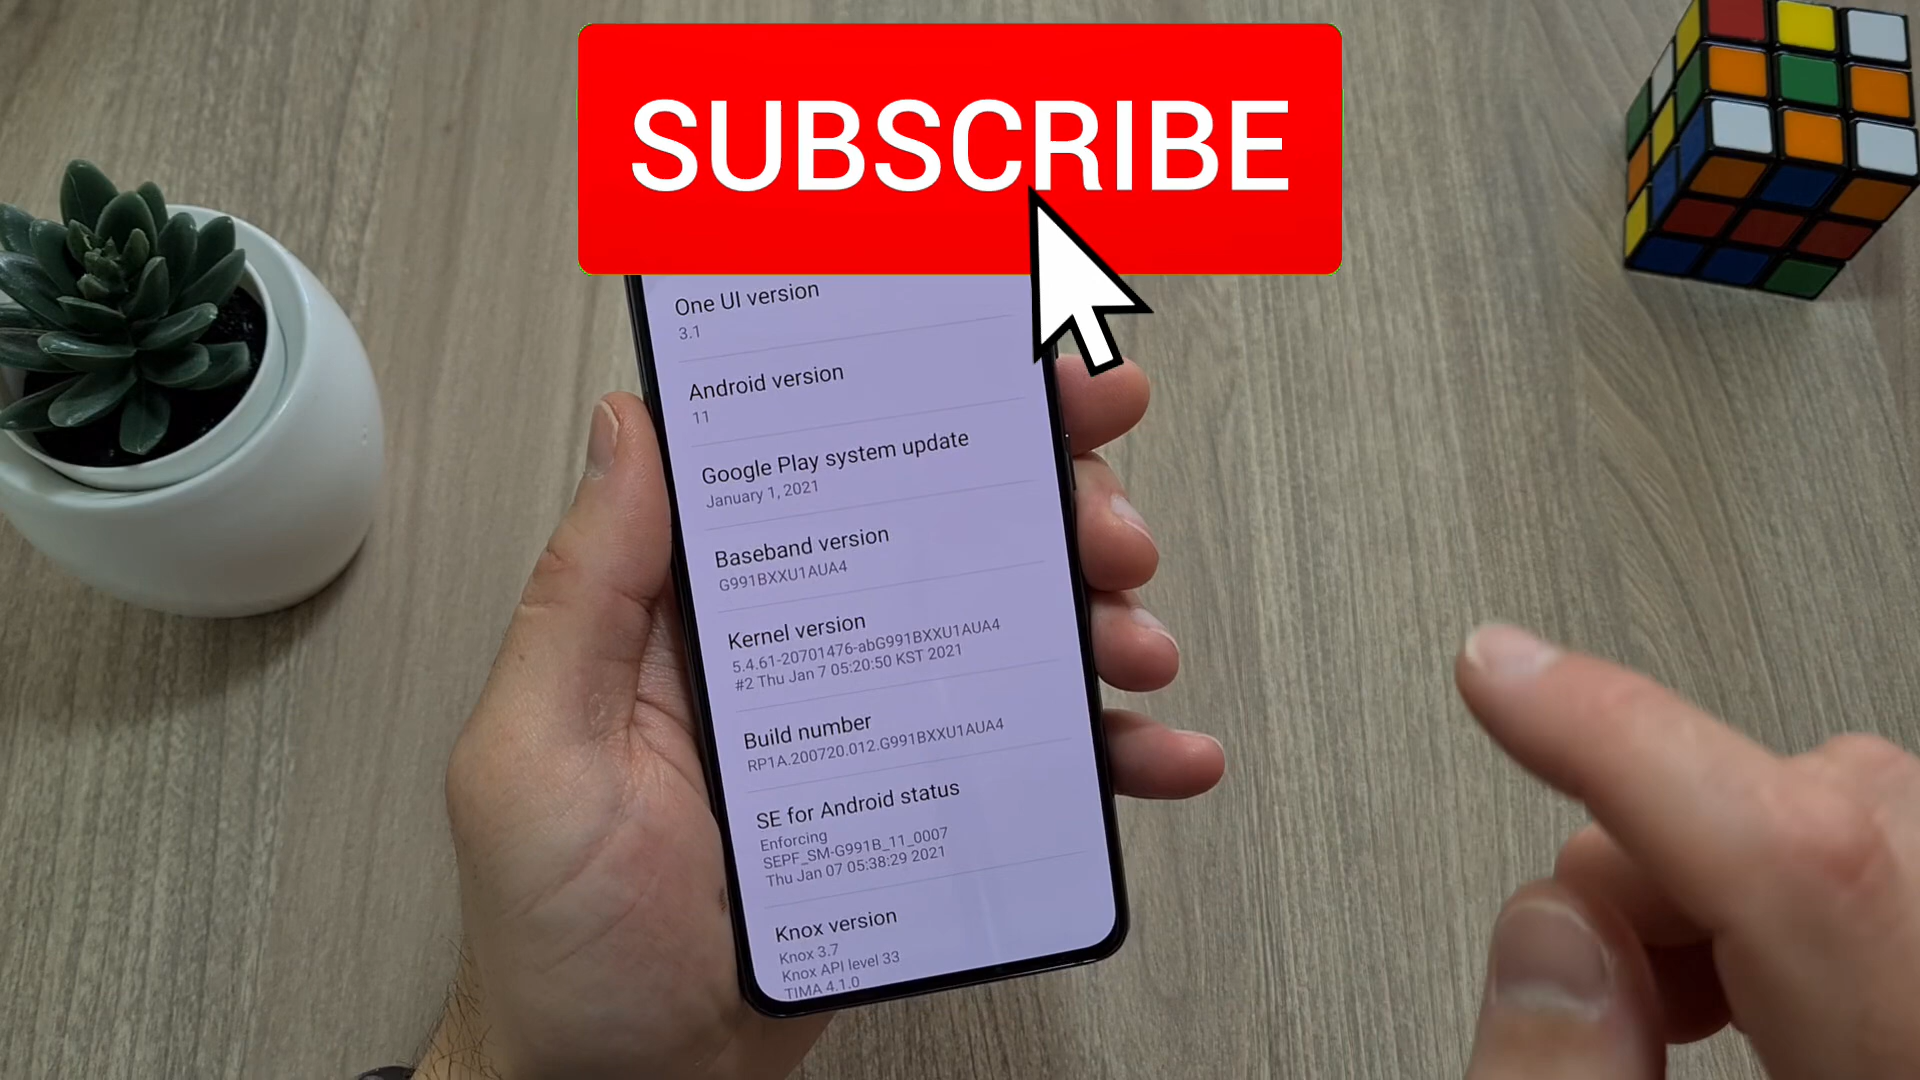 SUBSCRIBE
One UI version
3.1
Android version
11
Google Play system update
January 1, 2021
Baseband version
G991BXXU1AUA4
Kernel version
5.4.61-20701476-abG991BXXU1AUA4
#2 Thu Jan 7 05:20:50 KST 2021
Build number
RP1A.200720.012.G991BXXU1AUA4
SE for Android status
Enforcing
SEPF_SM-G991B_11_0007
Thu Jan 07 05:38:29 2021
Knox version
Knox 3.7
Knox API level 33
TIMA 4.1.0